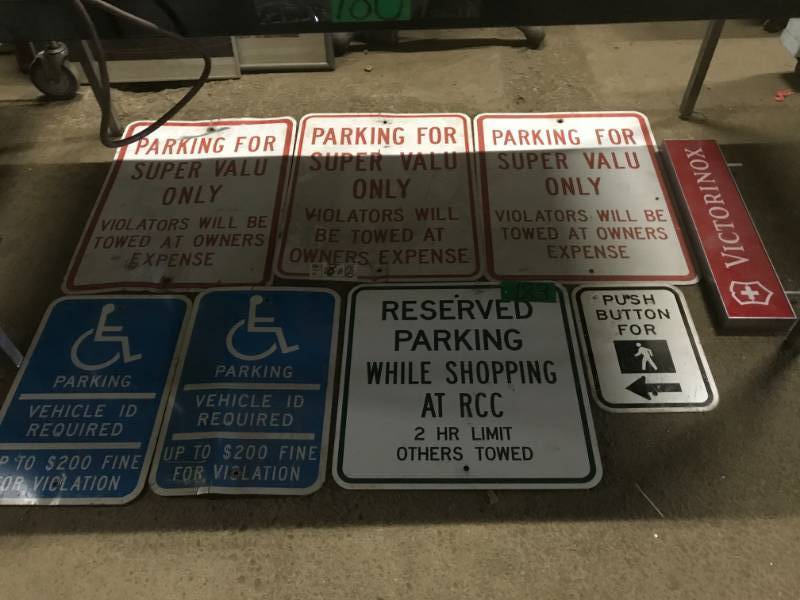 180
PARKING FOR
SUPER VALU
ONLY
VIOLATORS WILL BE
TOWED AT OWNERS
EXPENSE
PARKING FOR
SUPER VALU
ONLY
VIOLATORS WILL
BE TOWED AT
OWNERS EXPENSE
PARKING FOR
SUPER VALU
ONLY
VIOLATORS WILL BE
TOWED AT OWNERS
EXPENSE
VICTORINOX
PARKING
VEHICLE ID
REQUIRED
P TO $200 FINE
OR VIOLATION
PARKING
VEHICLE ID
REQUIRED
UP TO $200 FINE
FOR VIOLATION
RESERVED
PARKING
WHILE SHOPPING
AT RCC
2 HR LIMIT
OTHERS TOWED
PUSH
BUTTON
FOR